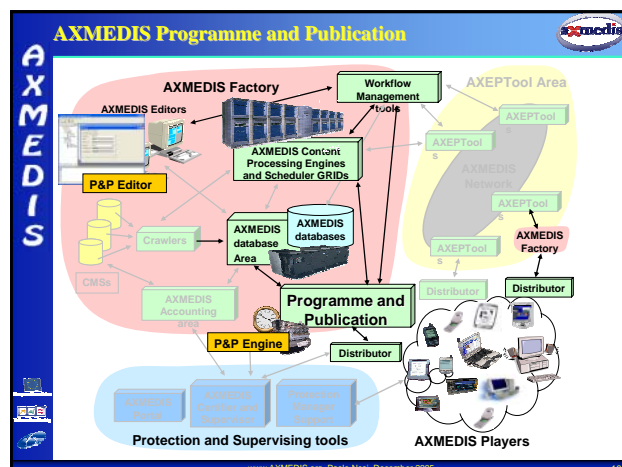 AXMEDIS Programme and Publication
axmedis
AXMEDIS
AXMEDIS Factory
Workflow
Management
tools
AXEPTool Area
AXMEDIS Editors
AXEPTool
s
AXEPTool
s
AXMEDIS Content
Processing Engines
and Scheduler GRIDs
AXMEDIS
Network
P&P Editor
AXEPTool
s
AXMEDIS
database
Area
AXMEDIS
databases
Crawlers
AXMEDIS
Factory
AXEPTool
s
CMSs
AXMEDIS
Accounting
area
Programme and
Publication
Distributor
Distributor
P&P Engine
Distributor
Protection and Supervising tools
AXMEDIS Players